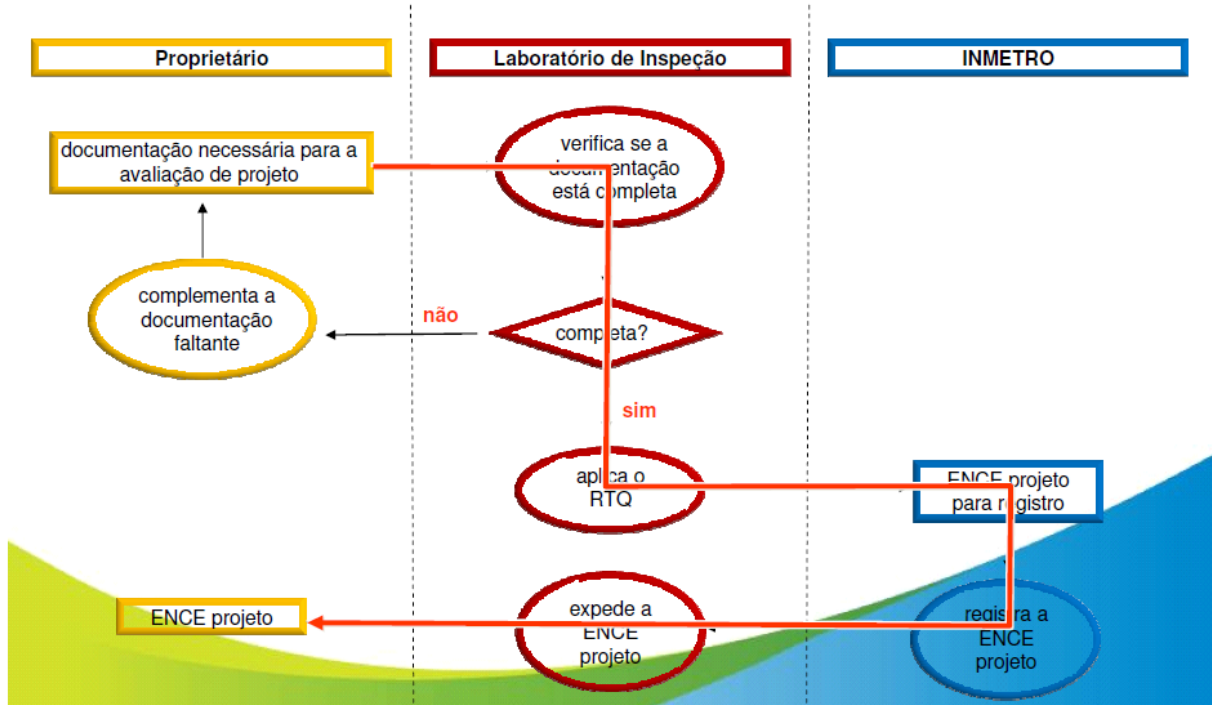 Proprietário
Laboratório de Inspeção
INMETRO
documentação necessária para a
avaliação de projeto
verifica se a
documentação
está completa
complementa a
documentação
faltante
não
completa?
sim
aplica o
RTQ
ENCE projeto
para registro
ENCE projeto
expede a
ENCE
projeto
registra a
ENCE
projeto